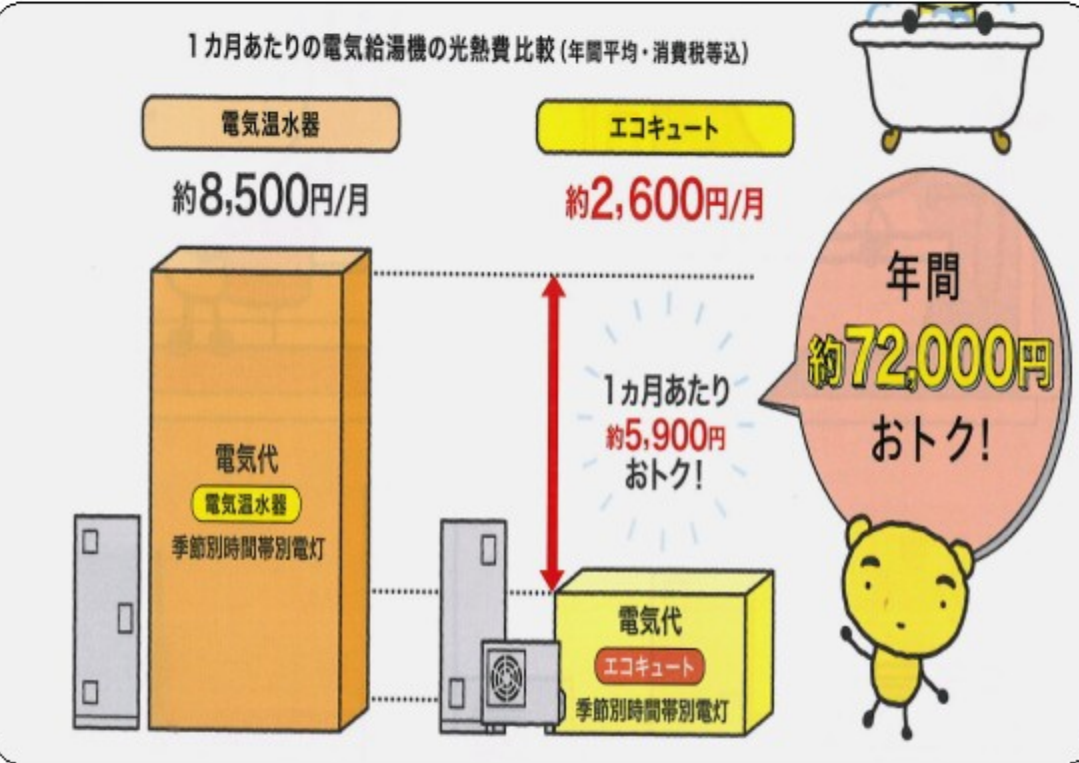 1カ月あたりの電気給湯機の光熱費比較(年間平均・消費税等込)
電気温水器
約8,500円/月
エコキュート
約2,600円/月
1ヵ月あたり
約5,900円
おトク!
年間
約72,000円
おトク!
電気代
電気温水器
季節別時間帯別電灯
電気代
エコキュート
季節別時間帯別電灯